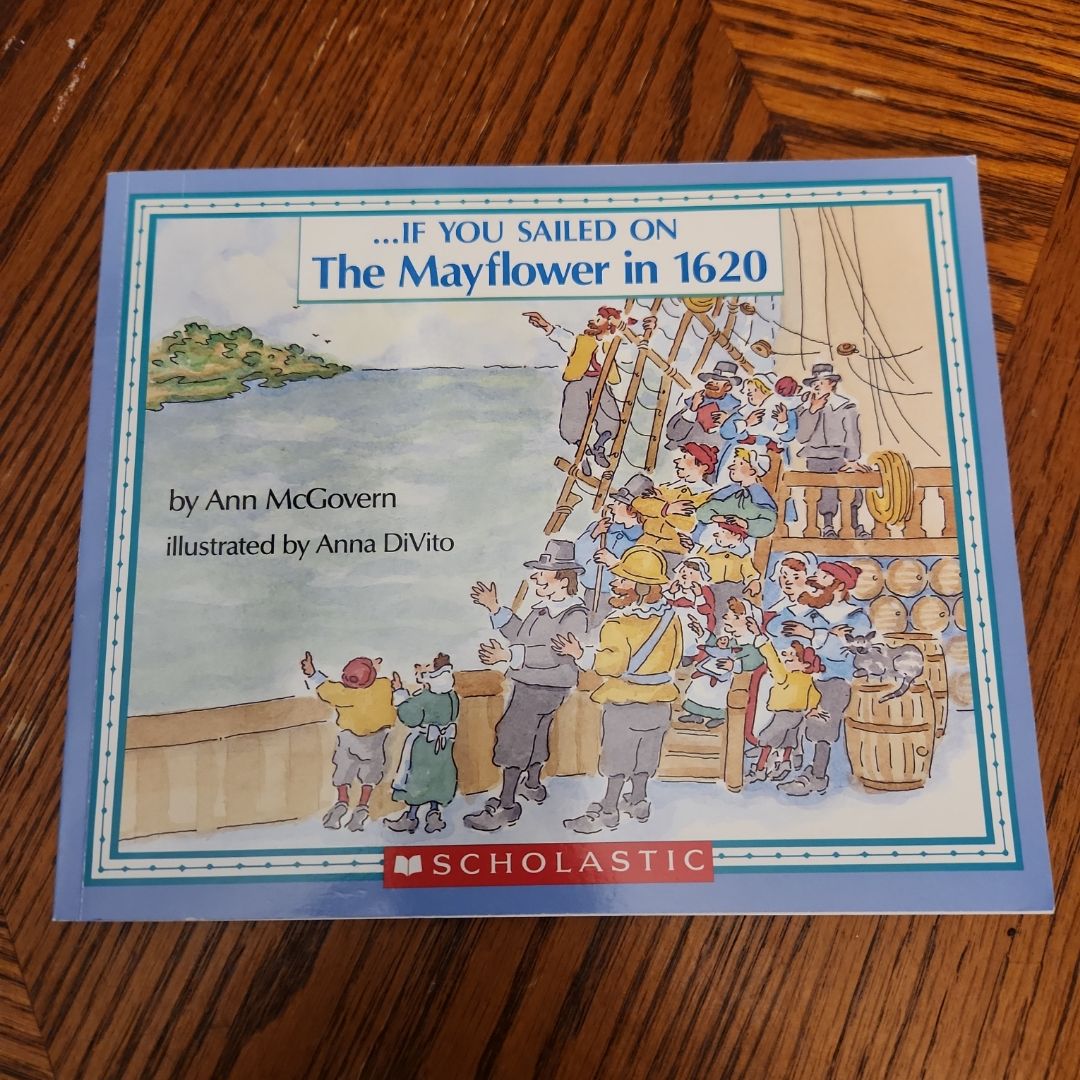 ...IF YOU SAILED ON
The Mayflower in 1620
by Ann McGovern
illustrated by Anna DiVito
SCHOLASTIC